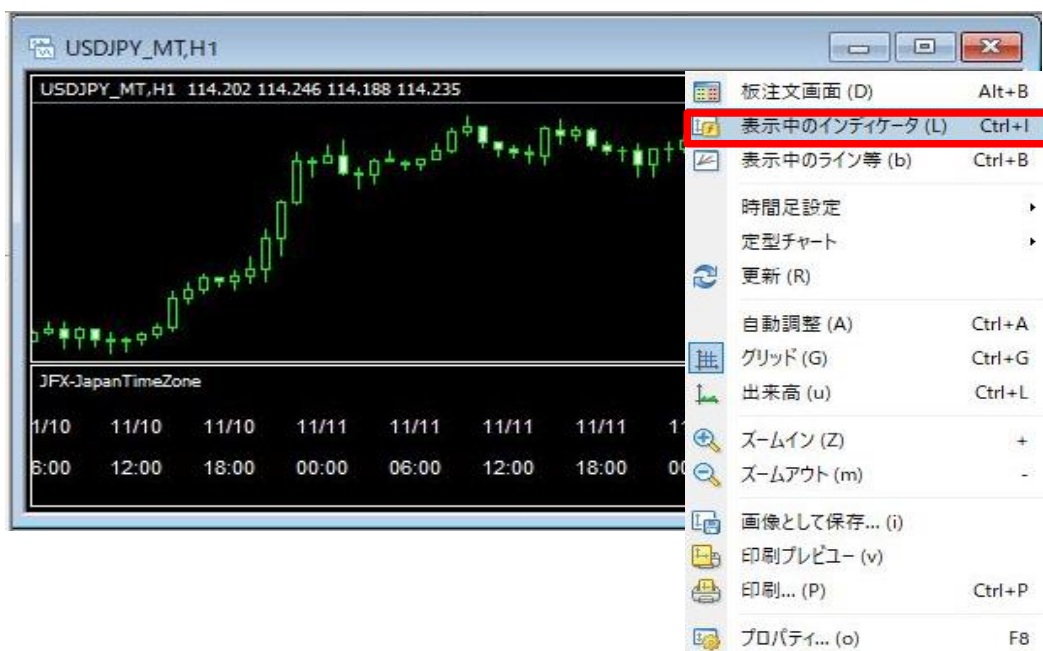 USDJPY_MT,H1
USDJPY_MT,H1 114.202 114.246 114.188 114.235
JFX-JapanTimeZone
1/10 11/10 11/10 11/11 11/11 11/11 11/11 1
6:00 12:00 18:00 00:00 06:00 12:00 18:00 00
板注文画面 (D) Alt+B
表示中のインディケータ (L) Ctrl+I
表示中のライン等 (b) Ctrl+B
時間足設定
定型チャート
更新 (R)
自動調整 (A) Ctrl+A
グリッド (G) Ctrl+G
出来高 (u) Ctrl+L
ズームイン (Z) +
ズームアウト (m) -
画像として保存... (i)
印刷プレビュー (v)
印刷... (P) Ctrl+P
プロパティ... (o) F8